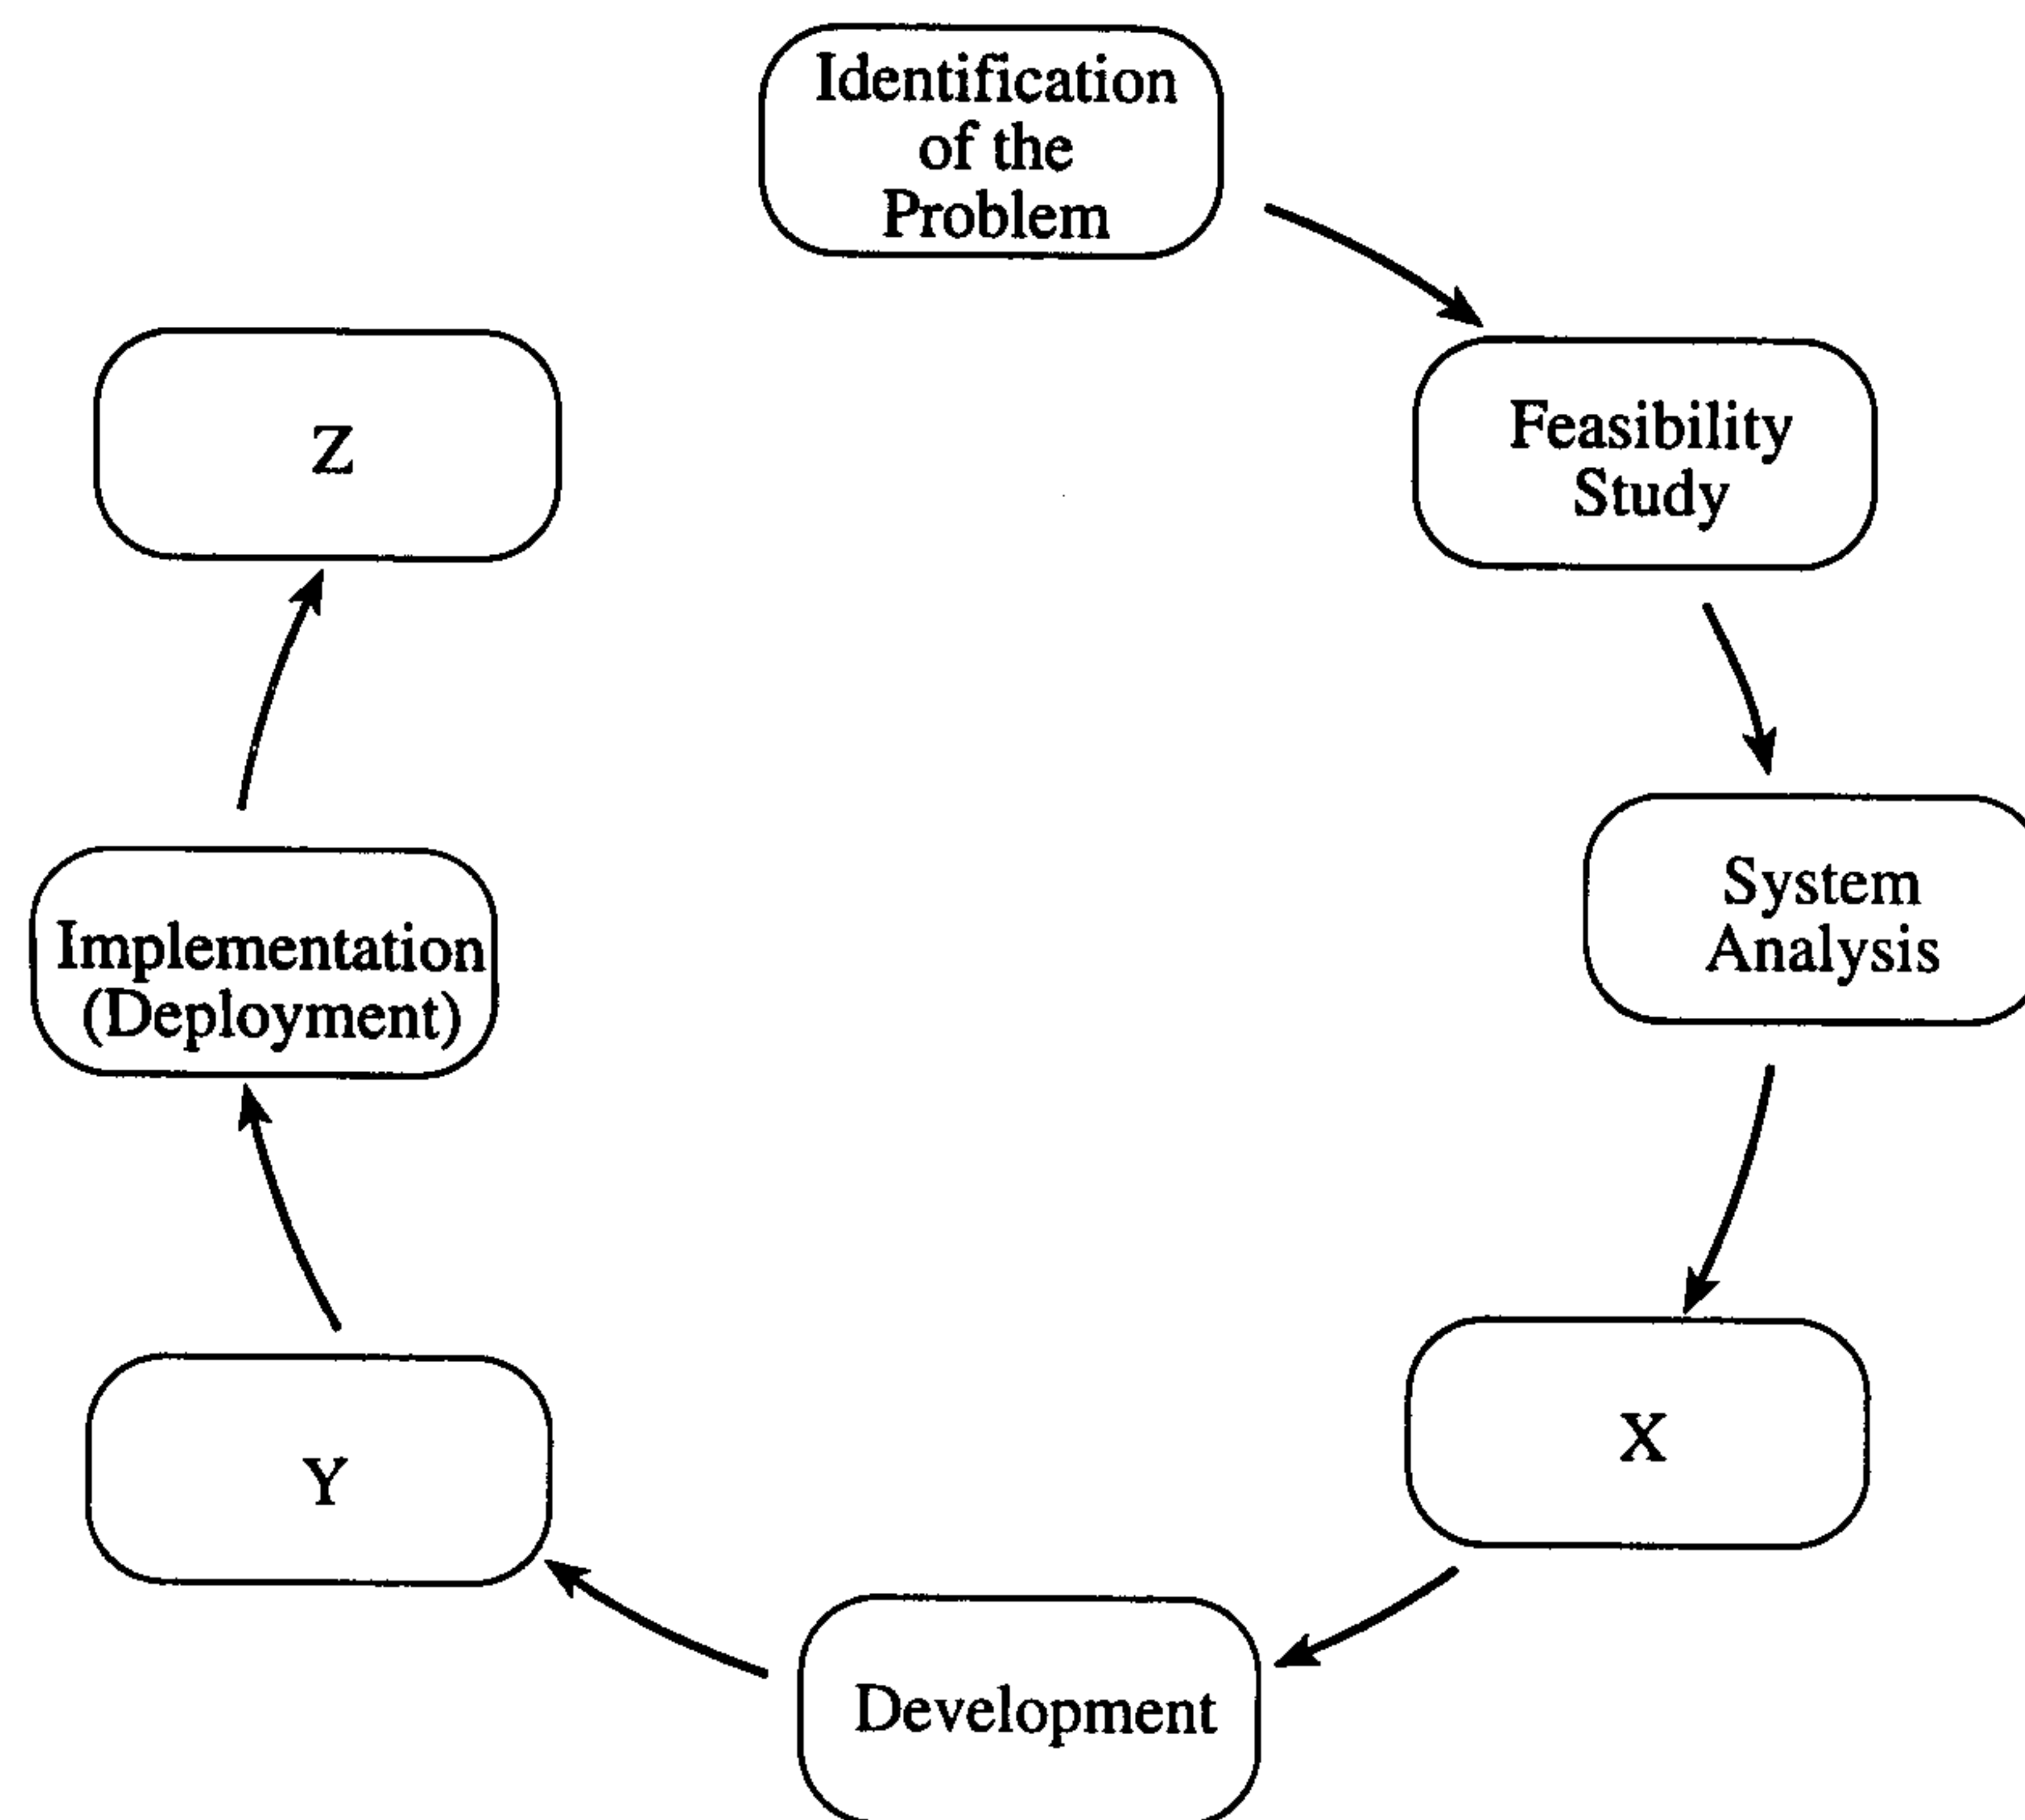 Identification
of the
Problem
Feasibility
Study
System
Analysis
X
Development
Y
Implementation
(Deployment)
Z